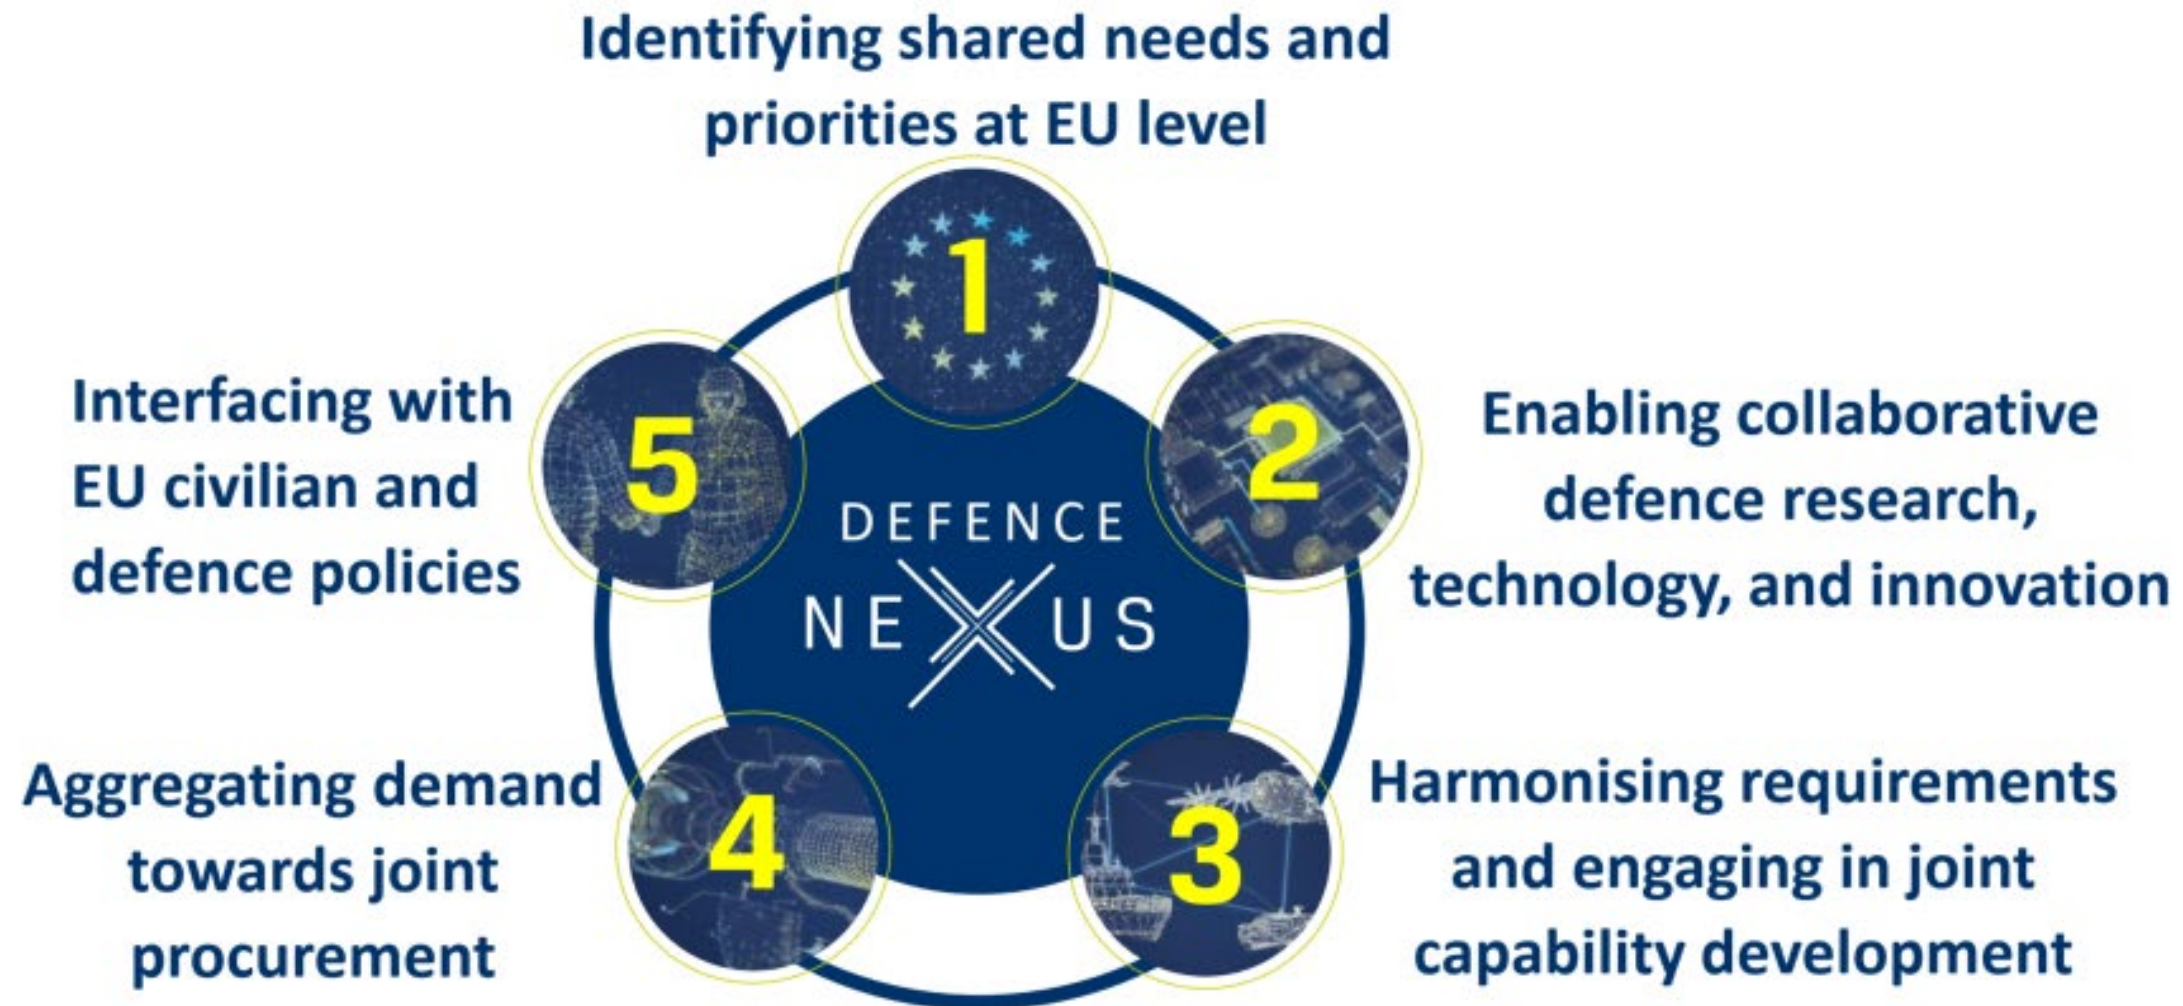 Identifying shared needs and
priorities at EU level
1
2
Enabling collaborative
defence research,
technology, and innovation
3
Harmonising requirements
and engaging in joint
capability development
4
Aggregating demand
towards joint
procurement
5
Interfacing with
EU civilian and
defence policies
DEFENCE
NEXUS